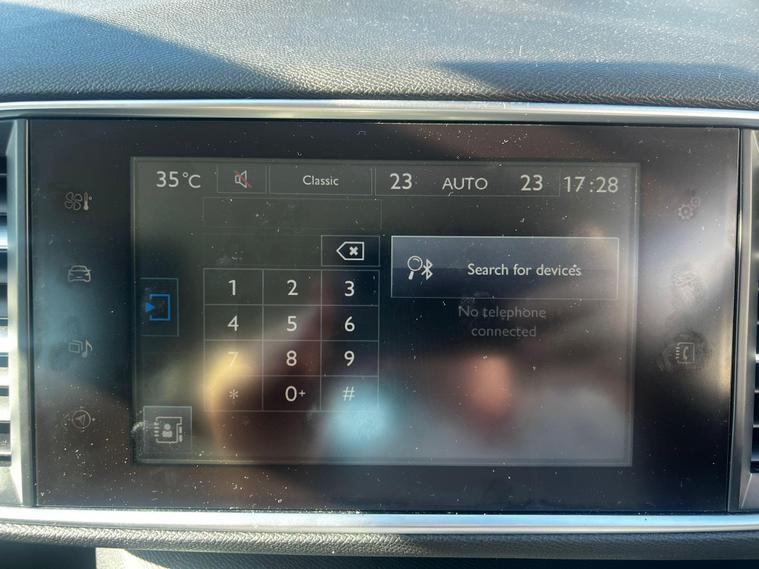 35°C Classic 23 AUTO 23 17:28
1 2 3
4 5 6
7 8 9
* 0+ #
Search for devices
No telephone
connected